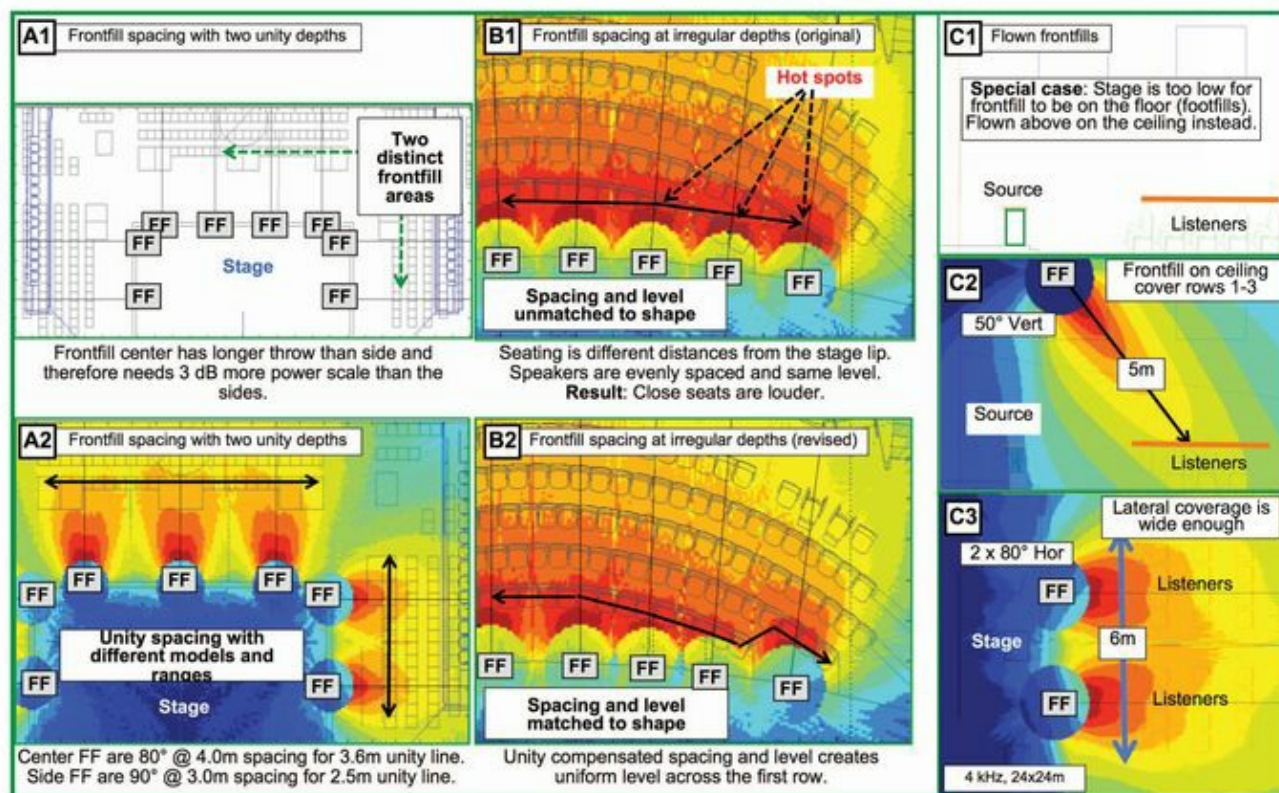 A1 Frontfill spacing with two unity depths
Two
distinct
frontfill
areas
FF FF FF FF
FF FF
Stage
FF FF
Frontfill center has longer throw than side and
therefore needs 3 dB more power scale than the
sides.
B1 Frontfill spacing at irregular depths (original)
Hot spots
FF FF FF FF FF
Spacing and level
unmatched to shape
Seating is different distances from the stage lip.
Speakers are evenly spaced and same level.
Result: Close seats are louder.
C1 Flown frontfills
Special case: Stage is too low for
frontfill to be on the floor (footfills).
Flown above on the ceiling instead.
Source
Listeners
A2 Frontfill spacing with two unity depths
FF FF FF FF FF
Unity spacing with
different models and
ranges
FF FF
Stage
Center FF are 80° @ 4.0m spacing for 3.6m unity line.
Side FF are 90° @ 3.0m spacing for 2.5m unity line.
B2 Frontfill spacing at irregular depths (revised)
FF FF FF FF FF
Spacing and level
matched to shape
Unity compensated spacing and level creates
uniform level across the first row.
C2 FF Frontfill on ceiling
cover rows 1-3
50° Vert
5m
Source
Listeners
C3 Lateral coverage is
wide enough
2 x 80° Hor
FF Listeners
Stage 6m
FF Listeners
4 kHz, 24x24m